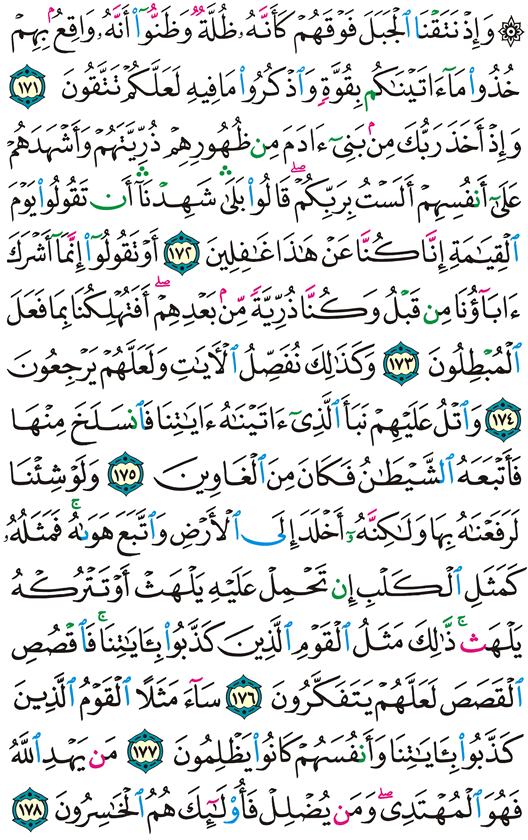 ۞ وَإِذْ نَتَقْنَا ٱلْجَبَلَ فَوْقَهُمْ كَأَنَّهُۥ ظُلَّةٌ وَظَنُّوٓا۟ أَنَّهُۥ وَاقِعٌۢ بِهِمْ
خُذُوا۟ مَآ ءَاتَيْنَـٰكُم بِقُوَّةٍ وَٱذْكُرُوا۟ مَا فِيهِ لَعَلَّكُمْ تَتَّقُونَ ١٧١
وَإِذْ أَخَذَ رَبُّكَ مِنۢ بَنِىٓ ءَادَمَ مِن ظُهُورِهِمْ ذُرِّيَّتَهُمْ وَأَشْهَدَهُمْ
عَلَىٰٓ أَنفُسِهِمْ أَلَسْتُ بِرَبِّكُمْ ۖ قَالُوا۟ بَلَىٰ ۛ شَهِدْنَآ ۛ أَن تَقُولُوا۟ يَوْمَ
ٱلْقِيَـٰمَةِ إِنَّا كُنَّا عَنْ هَـٰذَا غَـٰفِلِينَ ١٧٢ أَوْ تَقُولُوٓا۟ إِنَّمَآ أَشْرَكَ
ءَابَآؤُنَا مِن قَبْلُ وَكُنَّا ذُرِّيَّةً مِّنۢ بَعْدِهِمْ ۖ أَفَتُهْلِكُنَا بِمَا فَعَلَ
ٱلْمُبْطِلُونَ ١٧٣ وَكَذَٰلِكَ نُفَصِّلُ ٱلْـَٔايَـٰتِ وَلَعَلَّهُمْ يَرْجِعُونَ
١٧٤ وَٱتْلُ عَلَيْهِمْ نَبَأَ ٱلَّذِىٓ ءَاتَيْنَـٰهُ ءَايَـٰتِنَا فَٱنسَلَخَ مِنْهَا
فَأَتْبَعَهُ ٱلشَّيْطَـٰنُ فَكَانَ مِنَ ٱلْغَاوِينَ ١٧٥ وَلَوْ شِئْنَا
لَرَفَعْنَـٰهُ بِهَا وَلَـٰكِنَّهُۥٓ أَخْلَدَ إِلَى ٱلْأَرْضِ وَٱتَّبَعَ هَوَىٰهُ ۚ فَمَثَلُهُۥ
كَمَثَلِ ٱلْكَلْبِ إِن تَحْمِلْ عَلَيْهِ يَلْهَثْ أَوْ تَتْرُكْهُ
يَلْهَث ۚ ذَّٰلِكَ مَثَلُ ٱلْقَوْمِ ٱلَّذِينَ كَذَّبُوا۟ بِـَٔايَـٰتِنَا ۚ فَٱقْصُصِ
ٱلْقَصَصَ لَعَلَّهُمْ يَتَفَكَّرُونَ ١٧٦ سَآءَ مَثَلًا ٱلْقَوْمُ ٱلَّذِينَ
كَذَّبُوا۟ بِـَٔايَـٰتِنَا وَأَنفُسَهُمْ كَانُوا۟ يَظْلِمُونَ ١٧٧ مَن يَهْدِ ٱللَّهُ
فَهُوَ ٱلْمُهْتَدِى ۖ وَمَن يُضْلِلْ فَأُو۟لَـٰٓئِكَ هُمُ ٱلْخَـٰسِرُونَ ١٧٨